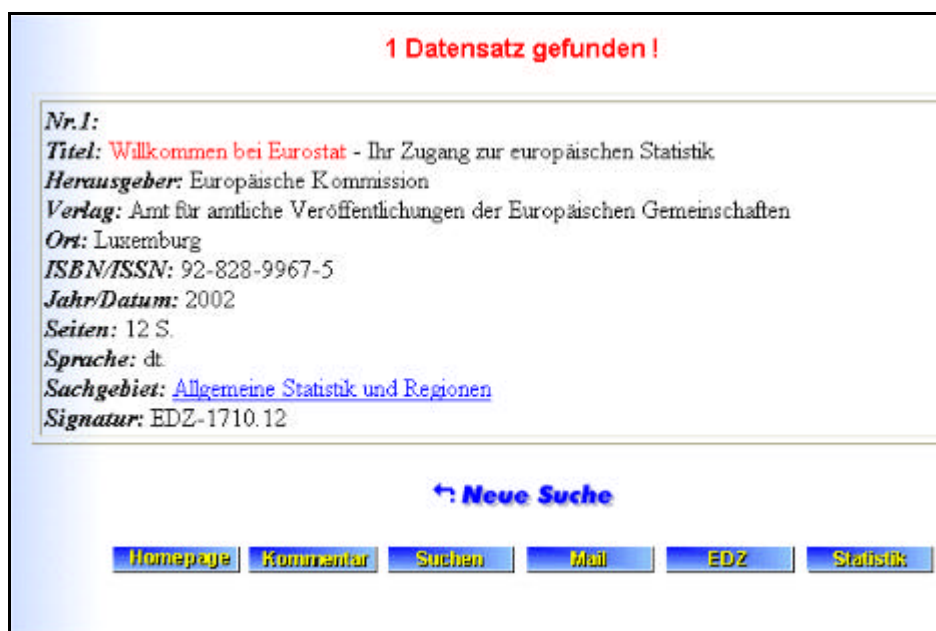 1 Datensatz gefunden !
Nr.1:
Titel: Willkommen bei Eurostat - Ihr Zugang zur europäischen Statistik
Herausgeber: Europäische Kommission
Verlag: Amt für amtliche Veröffentlichungen der Europäischen Gemeinschaften
Ort: Luxemburg
ISBN/ISSN: 92-828-9967-5
Jahr/Datum: 2002
Seiten: 12 S.
Sprache: dt.
Sachgebiet: Allgemeine Statistik und Regionen
Signatur: EDZ-1710.12
Neue Suche
Homepage Kommentar Suchen Mail EDZ Statistik